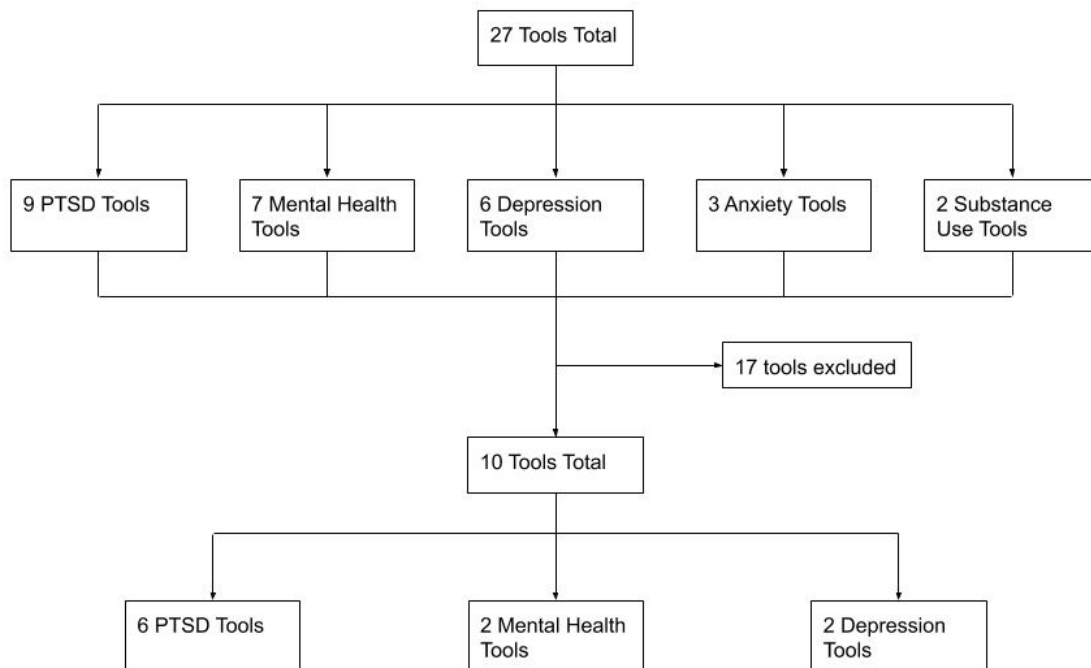 27 Tools Total
9 PTSD Tools
7 Mental Health
Tools
6 Depression
Tools
3 Anxiety Tools
2 Substance
Use Tools
17 tools excluded
10 Tools Total
6 PTSD Tools
2 Mental Health
Tools
2 Depression
Tools